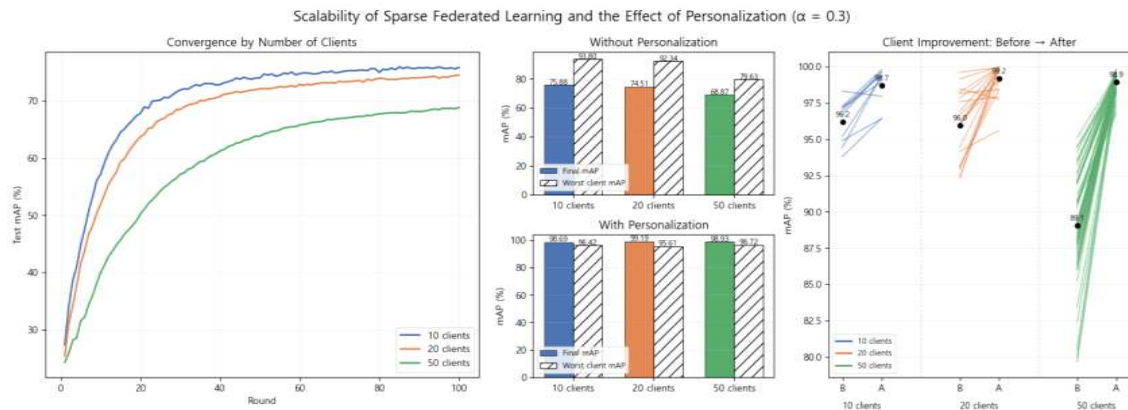 Scalability of Sparse Federated Learning and the Effect of Personalization (α = 0.3)
Convergence by Number of Clients
Test mAP (%)
70
60
50
40
30
0
20
40
60
80
100
Round
10 clients
20 clients
50 clients
Without Personalization
mAP (%)
80
60
40
20
0
75.88
74.51
92.34
68.82
79.63
Final mAP
Worst client mAP
10 clients
20 clients
50 clients
With Personalization
mAP (%)
100
80
60
40
20
0
98.69
96.42
99.19
95.61
98.93
96.72
Final mAP
Worst client mAP
10 clients
20 clients
50 clients
Client Improvement: Before → After
mAP (%)
100.0
97.5
95.0
92.5
90.0
87.5
85.0
82.5
80.0
96.2
98.7
96.0
99.2
89.1
98.9
10 clients
20 clients
50 clients
B
A
B
A
B
A
10 clients
20 clients
50 clients